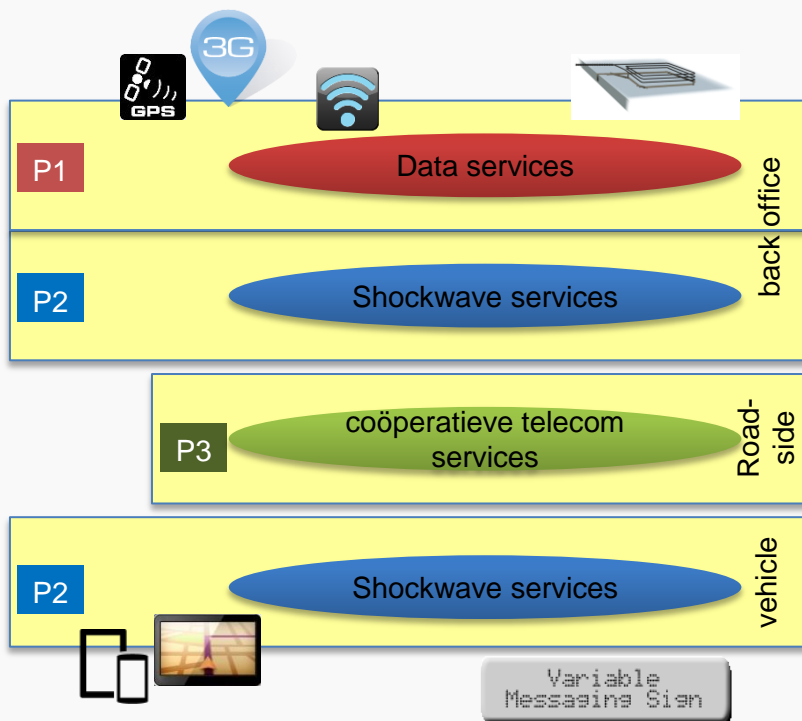 3G
GPS
P1
Data services
back office
P2
Shockwave services
P3
coöperatieve telecom
services
Road-
side
P2
Shockwave services
vehicle
Variable
Messaging Sign